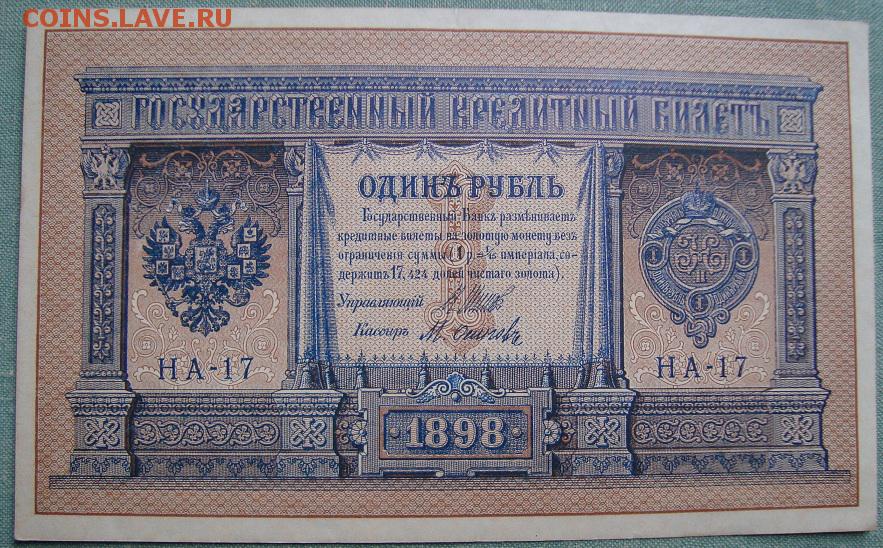 COINS.LAVE.RU
ГОСУДАРСТВЕННЫЙ КРЕДИТНЫЙ БИЛЕТЪ
ОДИНЪ РУБЛЬ
Государственный Банкъ размѣниваетъ
кредитные билеты на золотую монету безъ
ограниченія суммы (1 р. = 1/15 имперіала, со-
держитъ 17,424 долей чистаго золота).
Управляющій
Кассиръ
НА-17
НА-17
1898